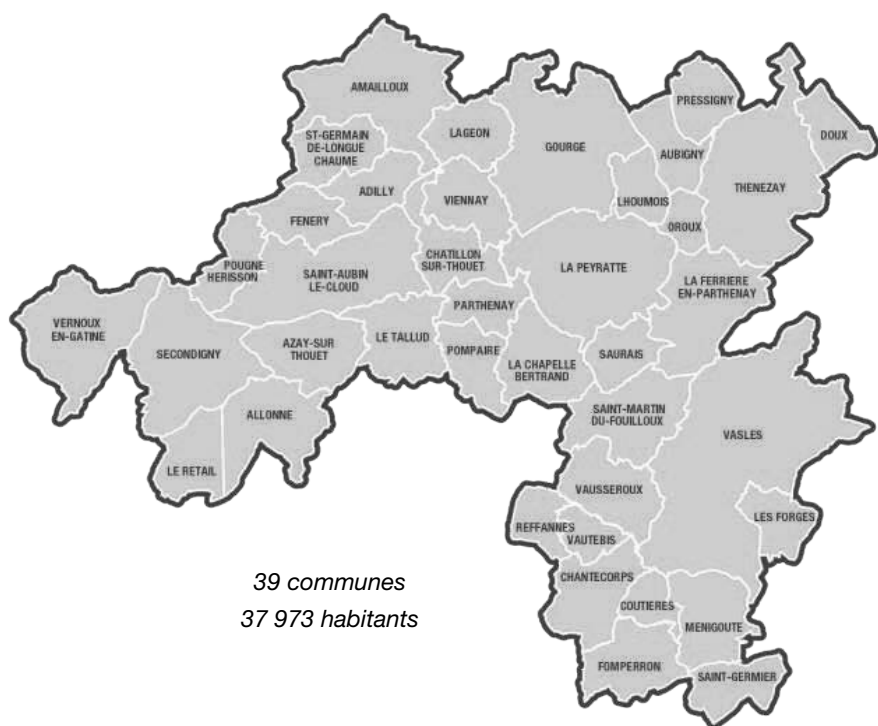 AMAILLOUX
PRESSIGNY
ST-GERMAIN
DE-LONGUE
CHAUME
LAGEON
GOURGE
AUBIGNY
DOUX
ADILLY
VIENNAY
LHOUMOIS
THENEZAY
FENERY
OROUX
POUGNE
HERISSON
SAINT-AUBIN
LE-CLOUD
CHATILLON
SUR-THOUET
LA PEYRATTE
LA FERRIERE
EN-PARTHENAY
VERNOUX
EN-GATINE
PARTHENAY
SECONDIGNY
AZAY-SUR
THOUET
LE TALLUD
POMPAIRE
LA CHAPELLE
BERTRAND
SAURAIS
ALLONNE
SAINT-MARTIN
DU-FOUILLOUX
VASLES
LE RETAIL
VAUSSEROUX
REFFANNES
VAUTEBIS
LES FORGES
CHANTECORPS
COUTIERES
MENIGOUTE
FOMPERRON
SAINT-GERMIER
39 communes
37 973 habitants